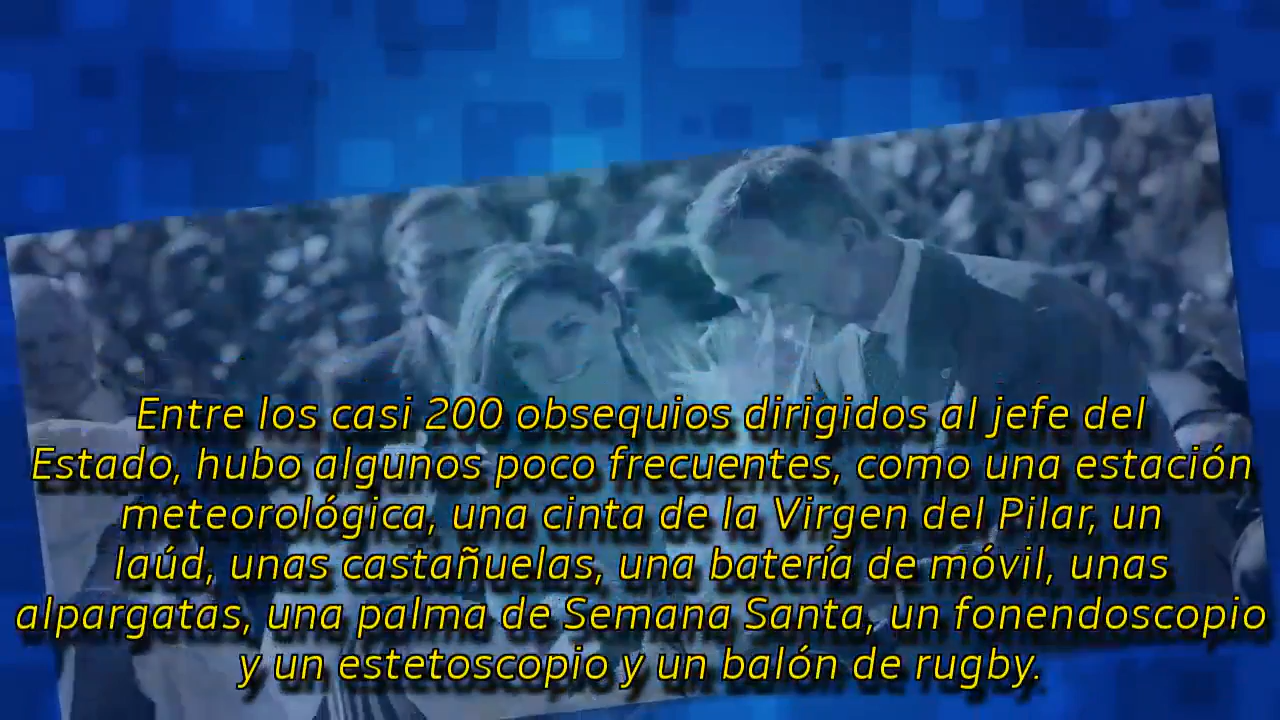 Entre los casi 200 obsequios dirigidos al jefe del
Estado, hubo algunos poco frecuentes, como una estación
meteorológica, una cinta de la Virgen del Pilar, un
laúd, unas castañuelas, una batería de móvil, unas
alpargatas, una palma de Semana Santa, un fonendoscopio
y un estetoscopio y un balón de rugby.